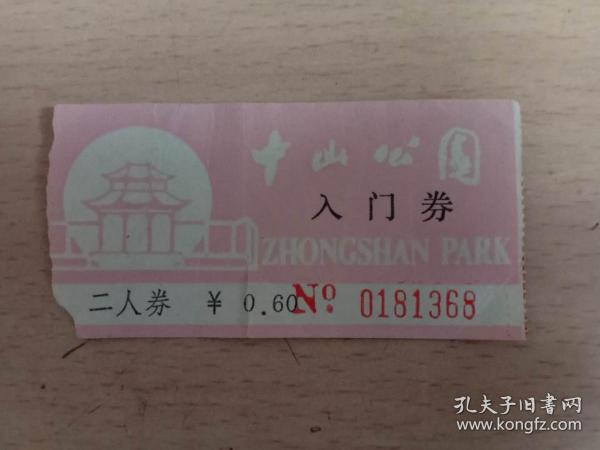 中山公園
入门券
ZHONGSHAN PARK
二人券 ￥ 0.60 No. 0181368
孔夫子旧書网
www.kongfz.com